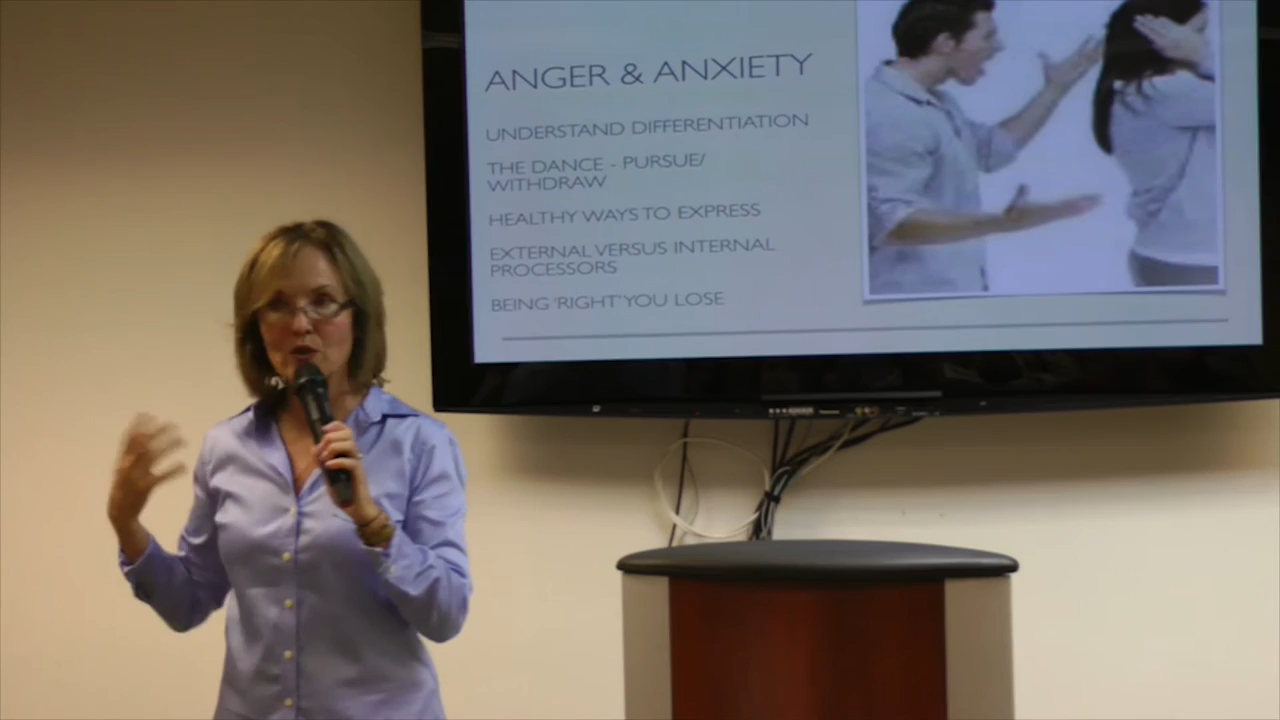 ANGER & ANXIETY
UNDERSTAND DIFFERENTIATION
THE DANCE - PURSUE/
WITHDRAW
HEALTHY WAYS TO EXPRESS
EXTERNAL VERSUS INTERNAL
PROCESSORS
BEING 'RIGHT' YOU LOSE